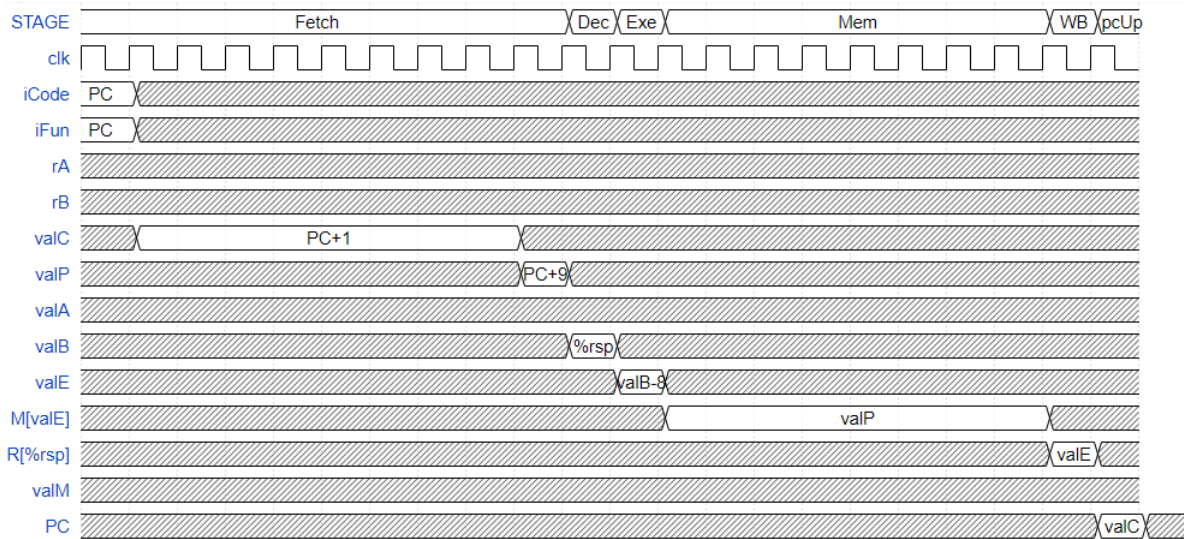 STAGE Fetch Dec Exe Mem WB pcUp
clk
iCode PC
iFun PC
rA
rB
valC PC+1
valP PC+9
valA
valB %rsp
valE valB-8
M[valE] valP
R[%rsp] valE
valM
PC valC